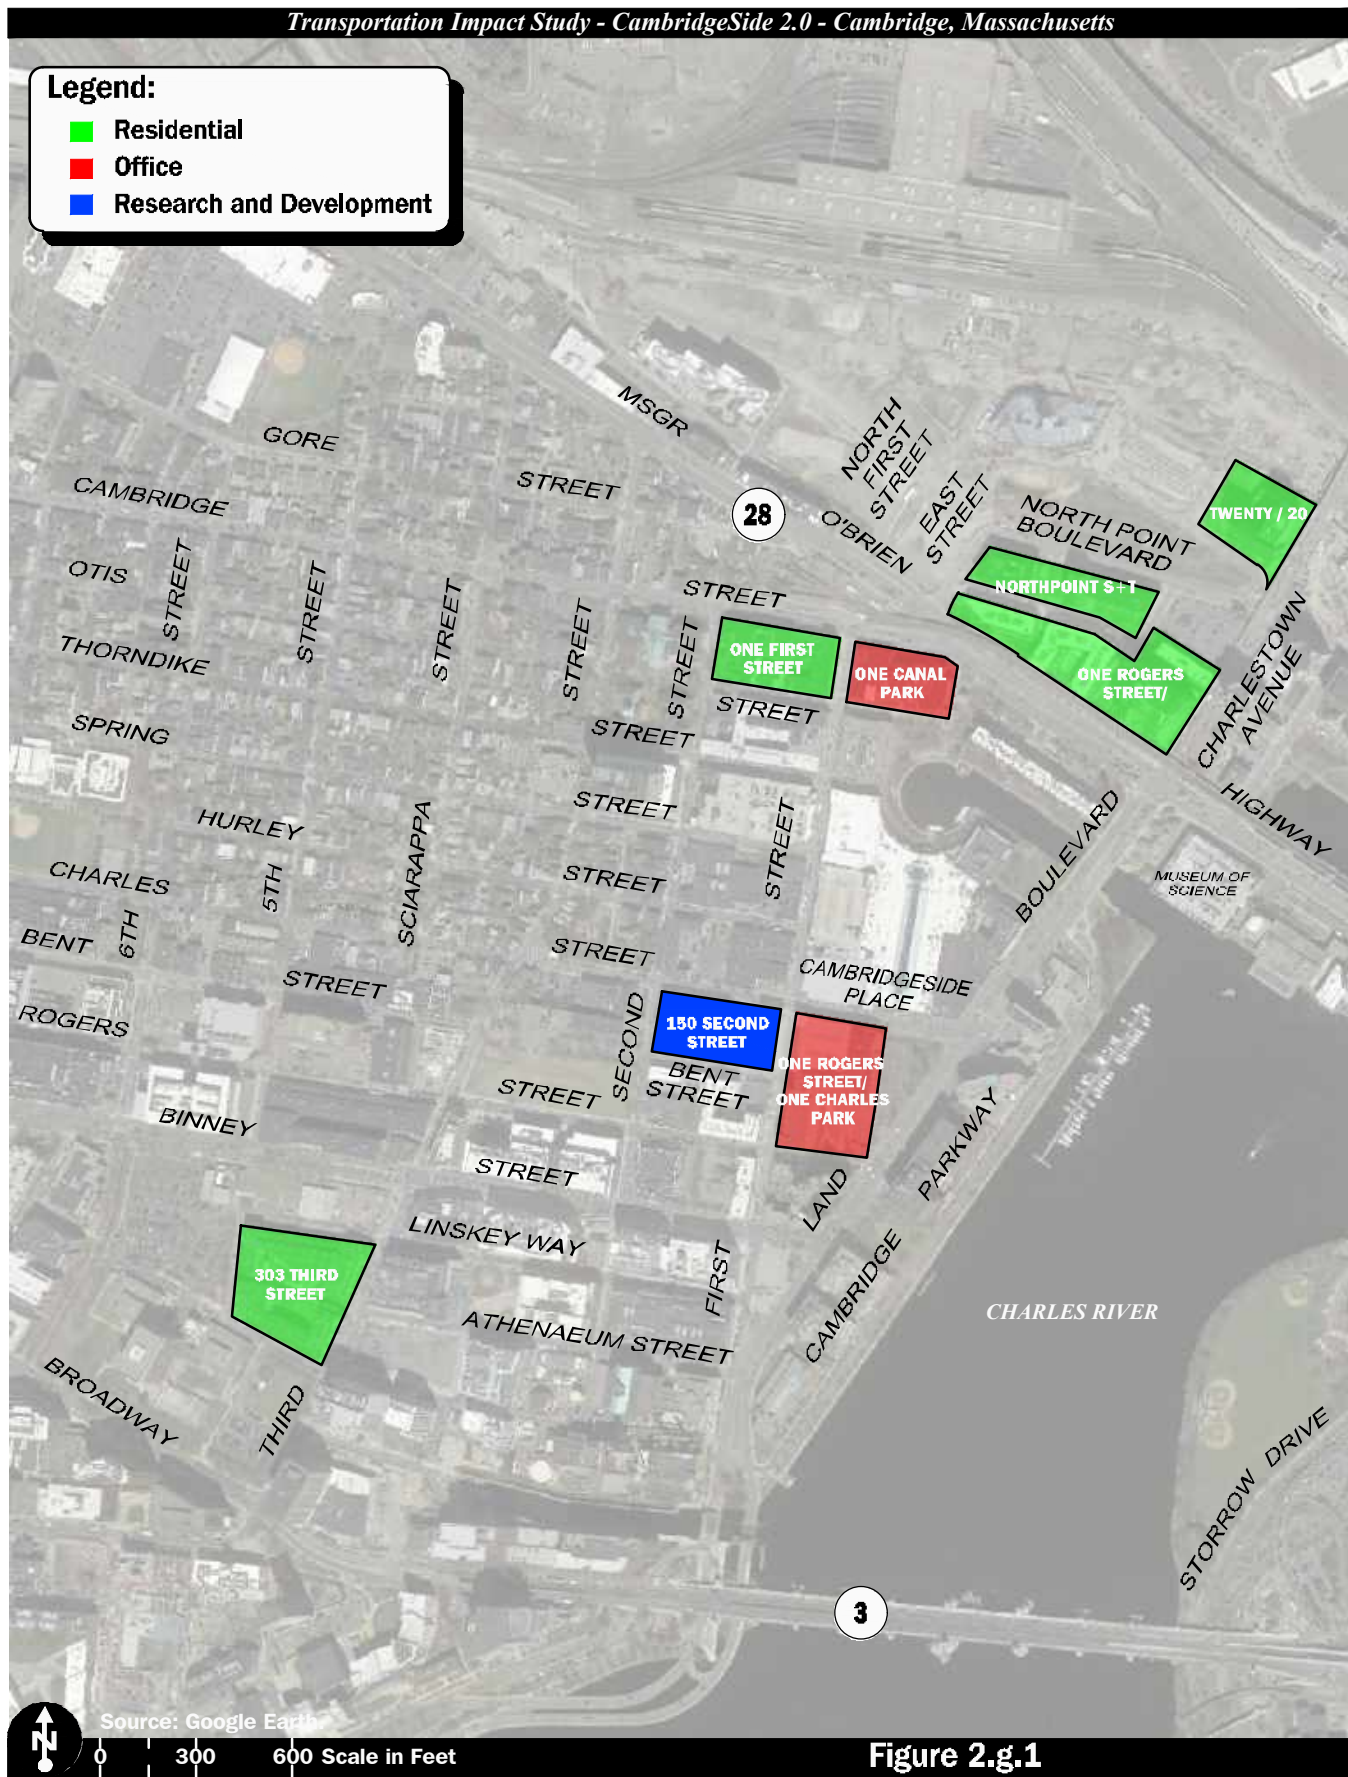 Transportation Impact Study - CambridgeSide 2.0 - Cambridge, Massachusetts
Legend:
Residential
Office
Research and Development
MSGR
GORE
STREET
CAMBRIDGE
28
O'BRIEN
NORTH
FIRST
STREET
EAST
STREET
NORTH POINT
BOULEVARD
TWENTY / 20
OTIS
STREET
STREET
STREET
STREET
STREET
STREET
NORTHPOINT S+T
THORNDIKE
ONE FIRST
STREET
ONE CANAL
PARK
ONE ROGERS
STREET/
CHARLESTOWN
AVENUE
STREET
SPRING
STREET
STREET
HIGHWAY
HURLEY
SCIARAPPA
STREET
BOULEVARD
CHARLES
5TH
STREET
MUSEUM OF
SCIENCE
BENT
6TH
STREET
STREET
CAMBRIDGESIDE
PLACE
ROGERS
SECOND
150 SECOND
STREET
BENT
STREET
STREET
ONE ROGERS
STREET/
ONE CHARLES
PARK
BINNEY
STREET
LAND
PARKWAY
LINSKEY WAY
303 THIRD
STREET
FIRST
CAMBRIDGE
ATHENAEUM STREET
CHARLES RIVER
BROADWAY
THIRD
STORROW DRIVE
3
Source: Google Earth.
N
0 300 600 Scale in Feet
Figure 2.g.1